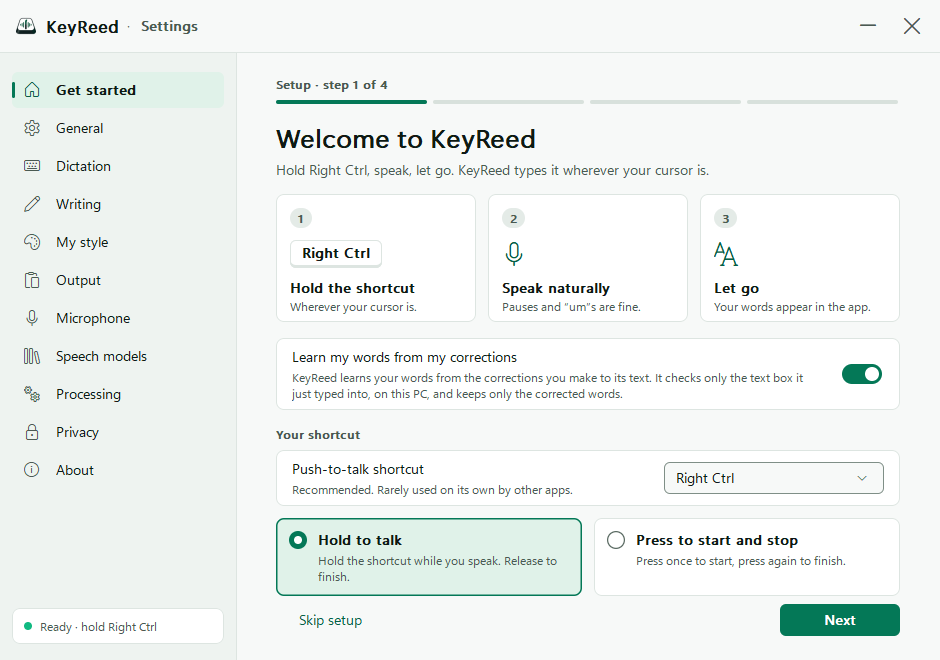 KeyReed · Settings
Get started
General
Dictation
Writing
My style
Output
Microphone
Speech models
Processing
Privacy
About
Ready · hold Right Ctrl
Setup · step 1 of 4
Welcome to KeyReed
Hold Right Ctrl, speak, let go. KeyReed types it wherever your cursor is.
1
Right Ctrl
Hold the shortcut
Wherever your cursor is.
2
Speak naturally
Pauses and “um”s are fine.
3
Let go
Your words appear in the app.
Learn my words from my corrections
KeyReed learns your words from the corrections you make to its text. It checks only the text box it
just typed into, on this PC, and keeps only the corrected words.
Your shortcut
Push-to-talk shortcut
Recommended. Rarely used on its own by other apps.
Right Ctrl
Hold to talk
Hold the shortcut while you speak. Release to
finish.
Press to start and stop
Press once to start, press again to finish.
Skip setup
Next